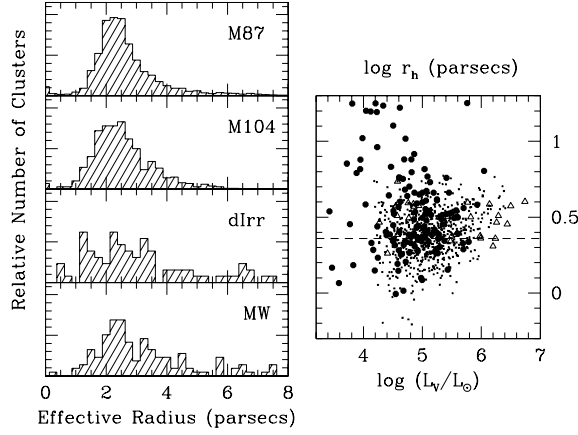 Relative Number of Clusters
M87
M104
dIrr
MW
0 2 4 6 8
Effective Radius (parsecs)
log r_h (parsecs)
1
0.5
0
4 5 6 7
log (L_V/L_⊙)